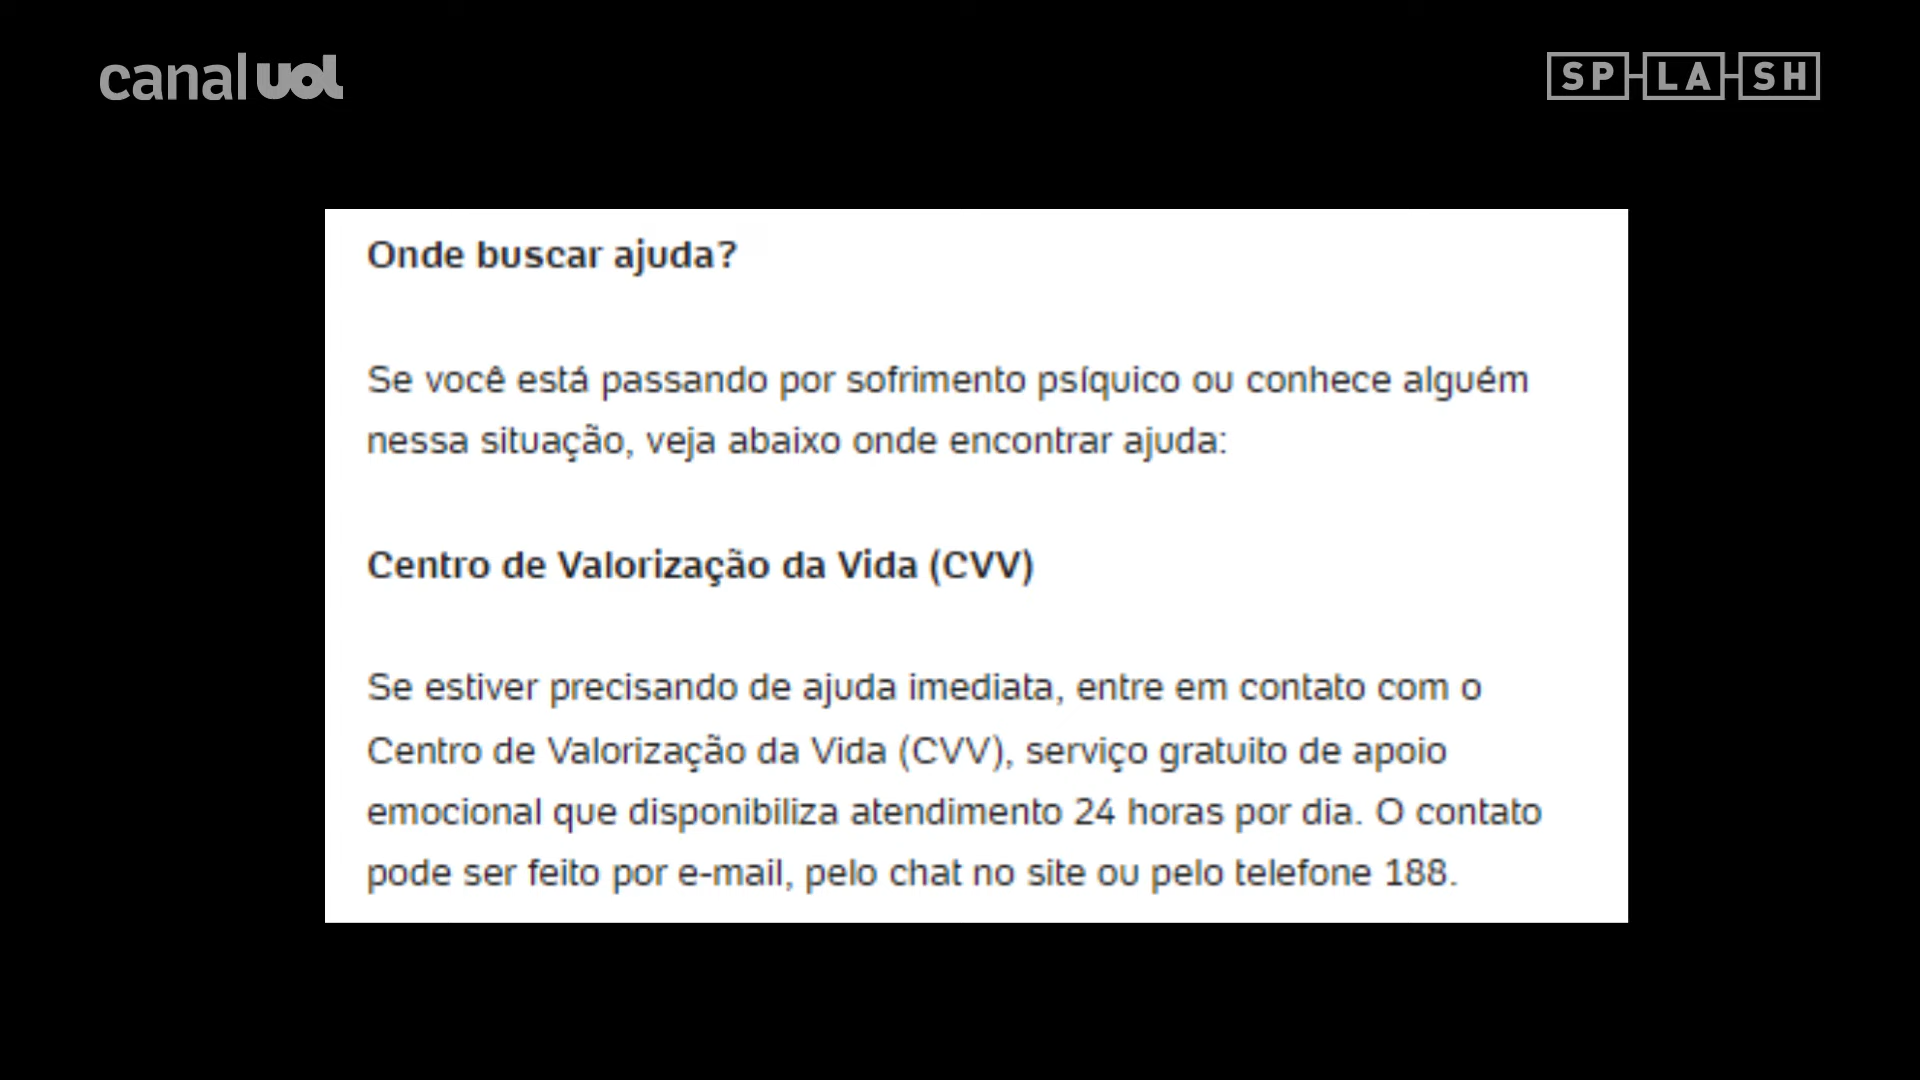 canal uol
SP-LA-SH
Onde buscar ajuda?
Se você está passando por sofrimento psíquico ou conhece alguém
nessa situação, veja abaixo onde encontrar ajuda:
Centro de Valorização da Vida (CVV)
Se estiver precisando de ajuda imediata, entre em contato com o
Centro de Valorização da Vida (CVV), serviço gratuito de apoio
emocional que disponibiliza atendimento 24 horas por dia. O contato
pode ser feito por e-mail, pelo chat no site ou pelo telefone 188.